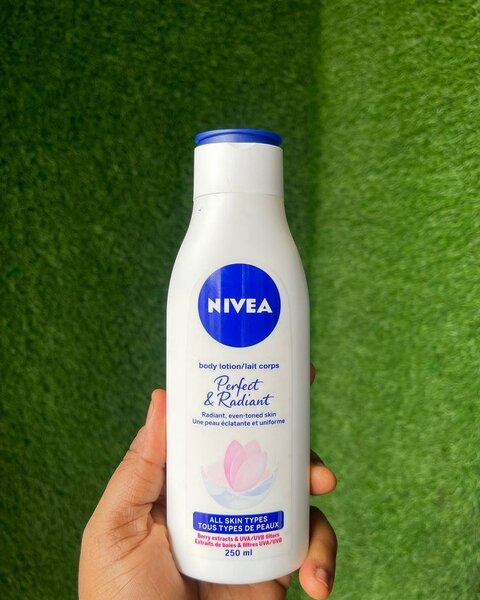 NIVEA
body lotion/lait corps
Perfect
& Radiant
Radiant, even-toned skin
Une peau éclatante et uniforme
ALL SKIN TYPES
TOUS TYPES DE PEAUX
Berry extracts & UVA/UVB filters
Extraits de baies & filtres UVA/UVB
250 ml